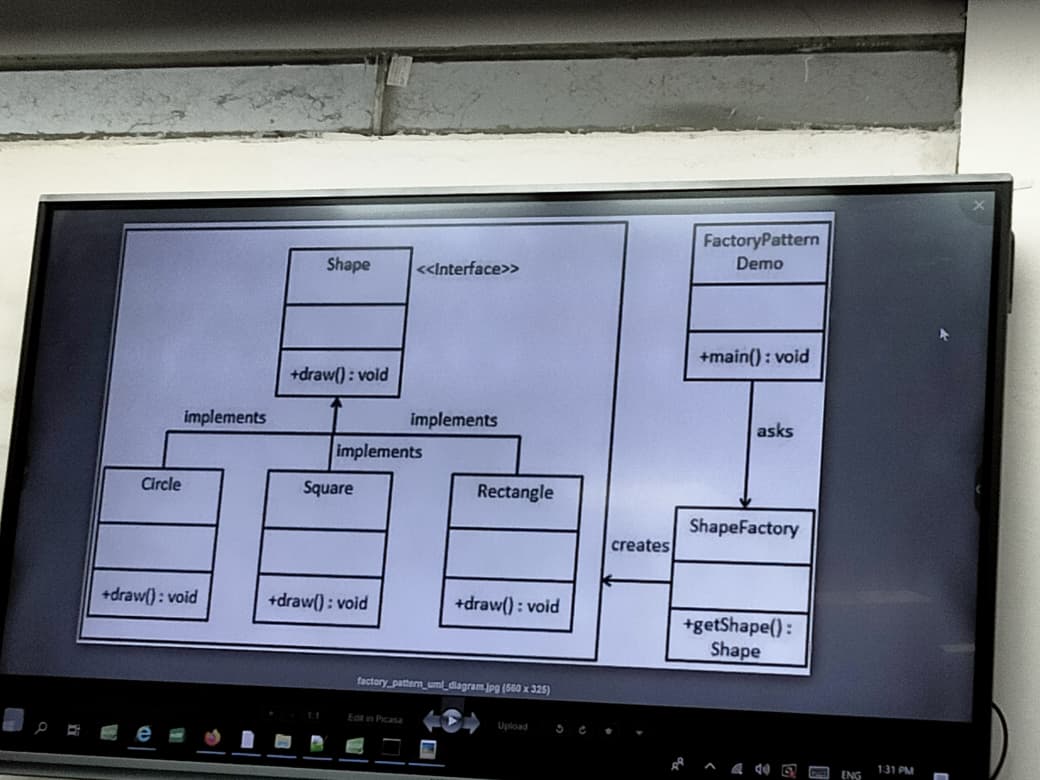 Shape
<<Interface>>
+draw() : void
FactoryPattern
Demo
+main() : void
implements
implements
implements
asks
Circle
Square
Rectangle
+draw() : void
+draw() : void
+draw() : void
creates
ShapeFactory
+getShape() :
Shape
factory_pattern_uml_diagram.jpg (560 x 325)
1:1
Edit in Picasa
Upload
ENG
1:31 PM